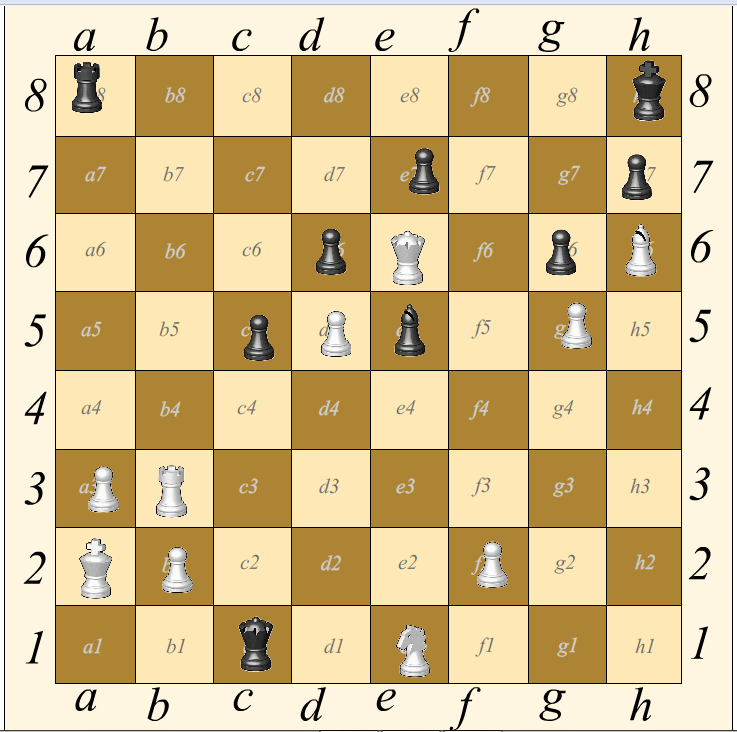 a b c d e f g h
8 b8 c8 d8 e8 f8 g8 8
7 a7 b7 c7 d7 f7 g7 7
6 a6 b6 c6 f6 6
5 a5 b5 f5 h5 5
4 a4 b4 c4 d4 e4 f4 g4 h4 4
3 c3 d3 e3 f3 g3 h3 3
2 c2 d2 e2 g2 h2 2
1 a1 b1 d1 f1 g1 h1 1
a b c d e f g h